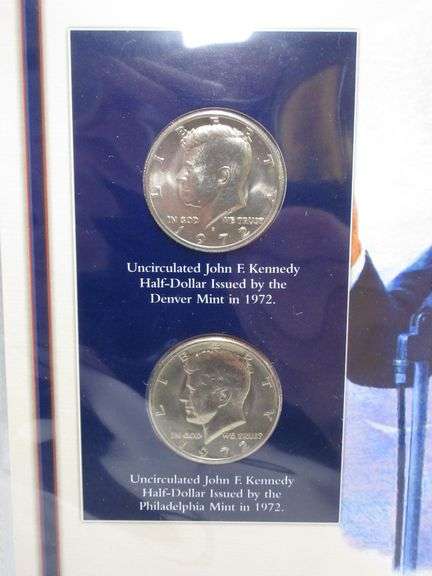 LIBERTY
IN GOD WE TRUST
D
1972
Uncirculated John F. Kennedy
Half-Dollar Issued by the
Denver Mint in 1972.
LIBERTY
IN GOD WE TRUST
1972
Uncirculated John F. Kennedy
Half-Dollar Issued by the
Philadelphia Mint in 1972.